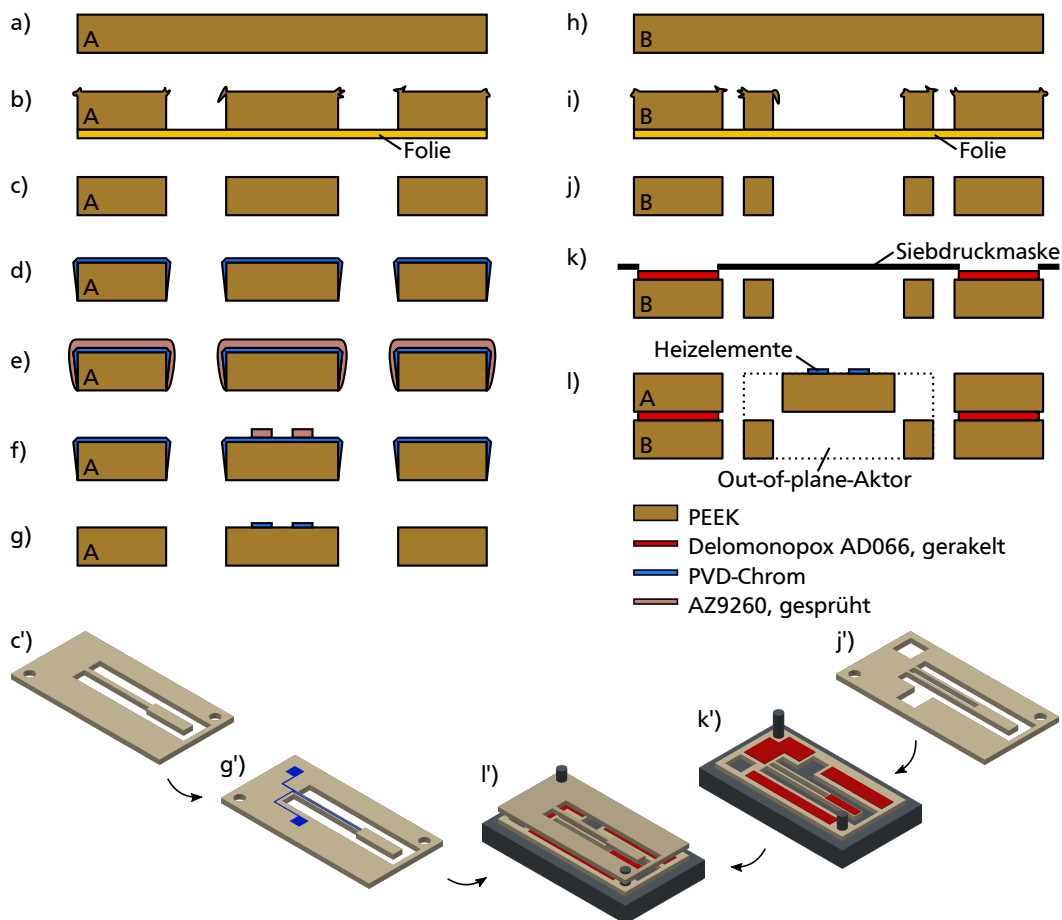 a)
A
b)
A
Folie
c)
A
d)
A
e)
A
f)
A
g)
A
h)
B
i)
B
Folie
j)
B
k)
Siebdruckmaske
B
Heizelemente
l)
A
B
Out-of-plane-Aktor
PEEK
Delomonopox AD066, gerakelt
PVD-Chrom
AZ9260, gesprüht
c')
g')
l')
k')
j')